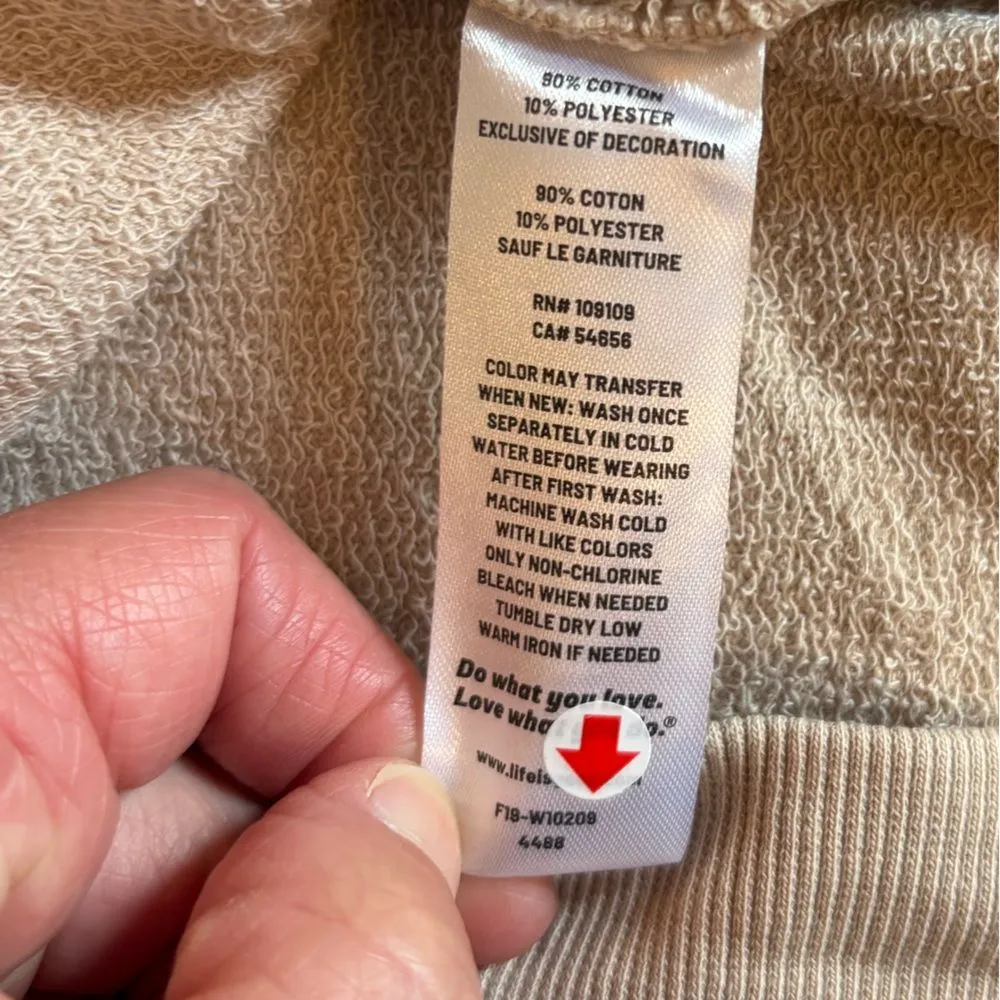 90% COTTON
10% POLYESTER
EXCLUSIVE OF DECORATION
90% COTON
10% POLYESTER
SAUF LE GARNITURE
RN# 109109
CA# 54656
COLOR MAY TRANSFER
WHEN NEW: WASH ONCE
SEPARATELY IN COLD
WATER BEFORE WEARING
AFTER FIRST WASH:
MACHINE WASH COLD
WITH LIKE COLORS
ONLY NON-CHLORINE
BLEACH WHEN NEEDED
TUMBLE DRY LOW
WARM IRON IF NEEDED
Do what you love.
Love
F19-W10209
4488